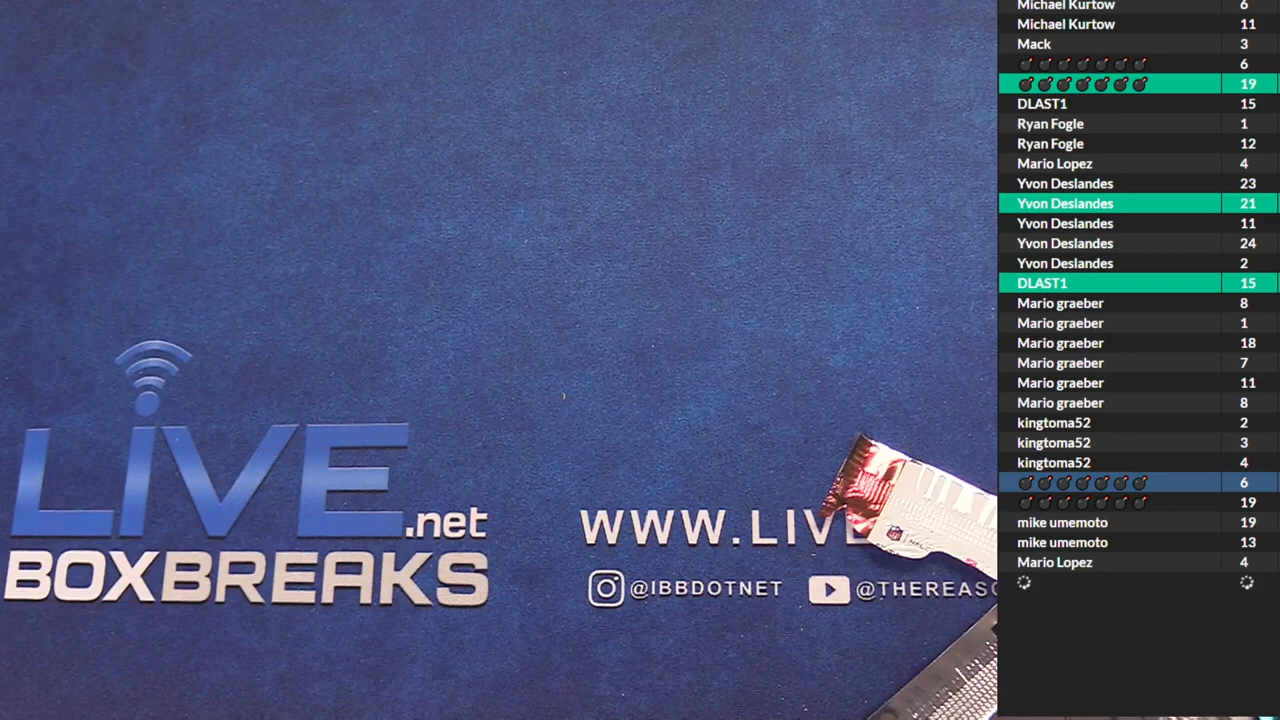 LiVE.net
BOXBREAKS
WWW.LIVE
@IBBDOTNET @THEREASO
NFL
Michael Kurtow 6
Michael Kurtow 11
Mack 3
💣💣💣💣💣💣💣 6
💣💣💣💣💣💣💣 19
DLAST1 15
Ryan Fogle 1
Ryan Fogle 12
Mario Lopez 4
Yvon Deslandes 23
Yvon Deslandes 21
Yvon Deslandes 11
Yvon Deslandes 24
Yvon Deslandes 2
DLAST1 15
Mario graeber 8
Mario graeber 1
Mario graeber 18
Mario graeber 7
Mario graeber 11
Mario graeber 8
kingtoma52 2
kingtoma52 3
kingtoma52 4
💣💣💣💣💣💣💣 6
💣💣💣💣💣💣💣 19
mike umemoto 19
mike umemoto 13
Mario Lopez 4